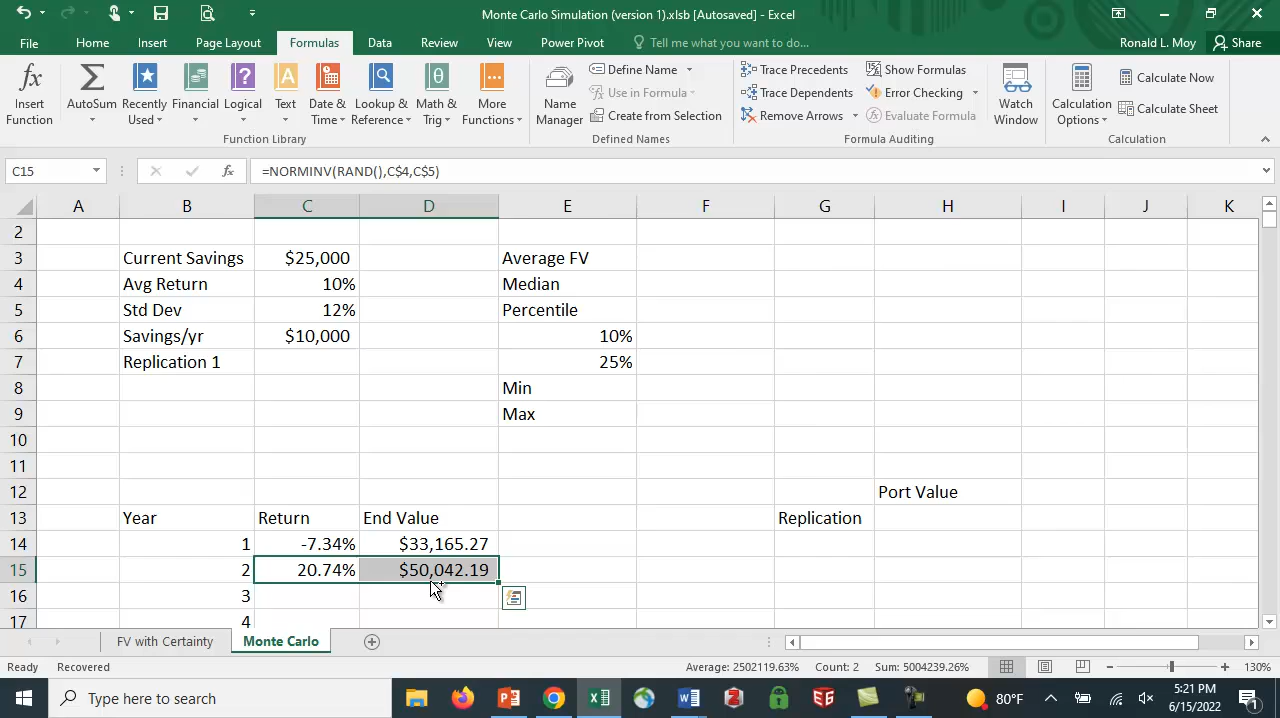 Monte Carlo Simulation (version 1).xlsb [Autosaved] - Excel
File Home Insert Page Layout Formulas Data Review View Power Pivot Tell me what you want to do... Ronald L. Moy Share
Insert Function
AutoSum
Recently Used
Financial
Logical
Text
Date & Time
Lookup & Reference
Math & Trig
More Functions
Function Library
Name Manager
Define Name
Use in Formula
Create from Selection
Defined Names
Trace Precedents
Trace Dependents
Remove Arrows
Show Formulas
Error Checking
Evaluate Formula
Formula Auditing
Watch Window
Calculation Options
Calculate Now
Calculate Sheet
Calculation
C15 fx =NORMINV(RAND(),C$4,C$5)
A B C D E F G H I J K
2
3 Current Savings $25,000 Average FV
4 Avg Return 10% Median
5 Std Dev 12% Percentile
6 Savings/yr $10,000 10%
7 Replication 1 25%
8 Min
9 Max
10
11
12 Port Value
13 Year Return End Value Replication
14 1 -7.34% $33,165.27
15 2 20.74% $50,042.19
16 3
17 4
FV with Certainty Monte Carlo
Ready Recovered Average: 2502119.63% Count: 2 Sum: 5004239.26% 130%
Type here to search 80°F 5:21 PM
6/15/2022